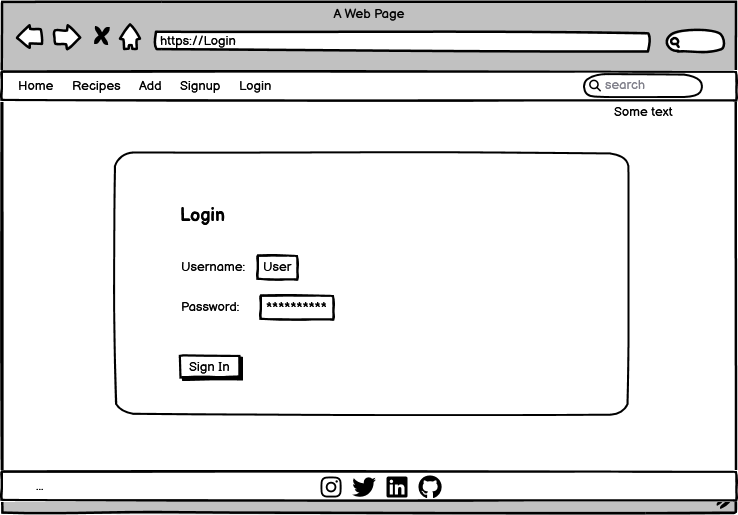 A Web Page
https://Login
Home Recipes Add Signup Login search
Some text
Login
Username: User
Password: **********
Sign In
...